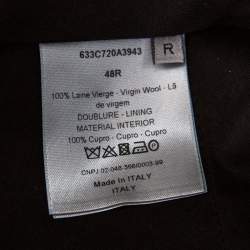 633C720A3943
R
48R
100% Laine Vierge - Virgin Wool - Lã
de virgem
DOUBLURE - LINING
MATERIAL INTERIOR
100% Cupro - Cupro - Cupro
CNPJ 02-048-366/0003-99
Made in ITALY
ITALY